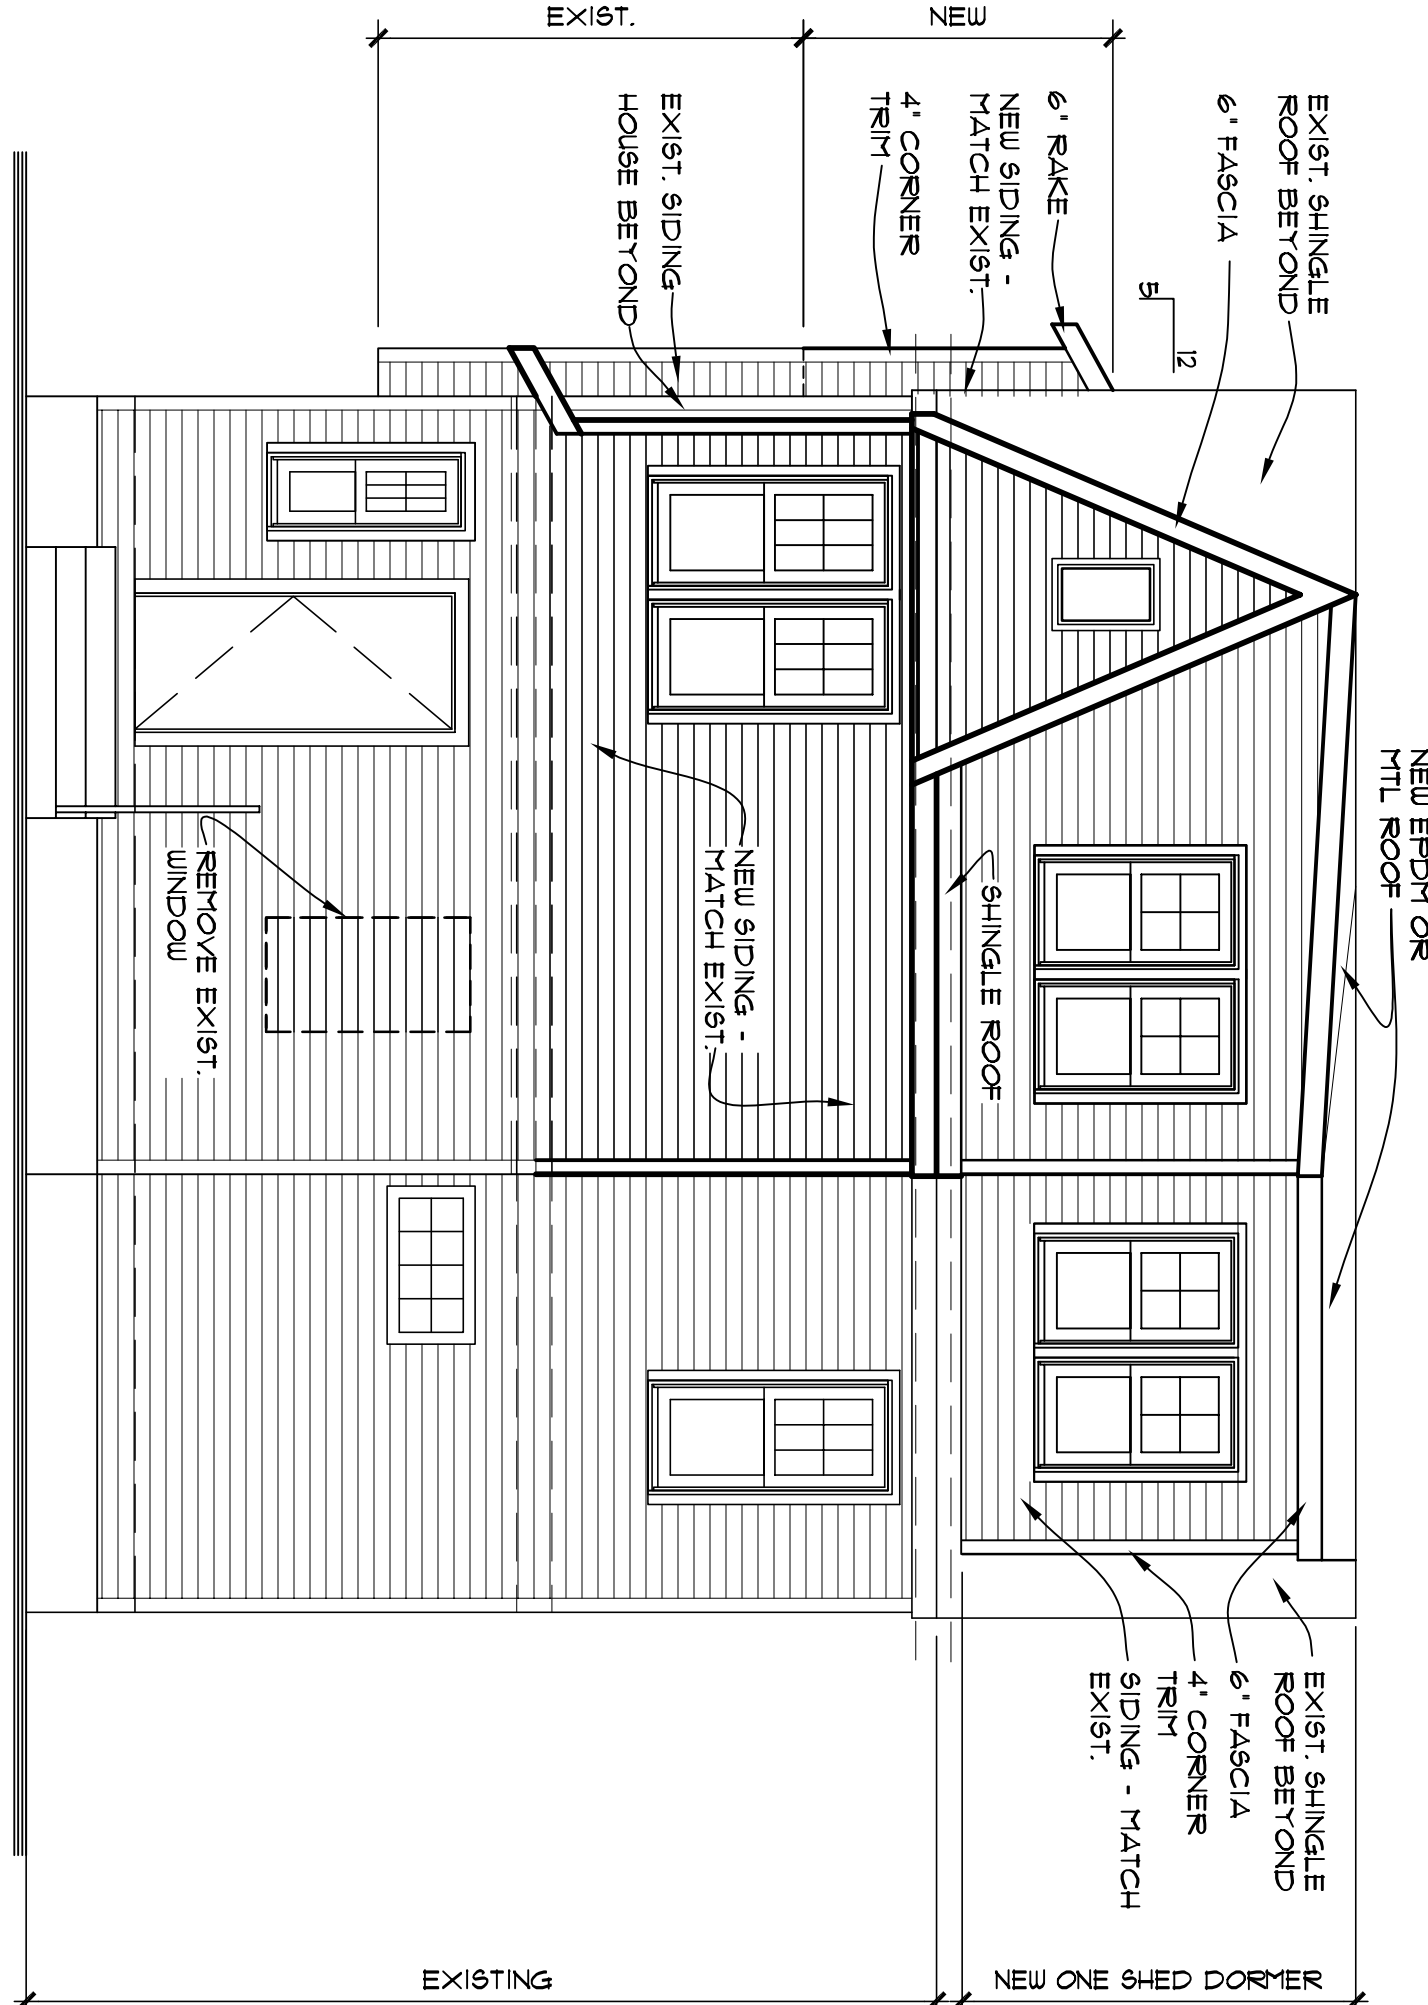 EXIST.
NEW
EXIST. SHINGLE
ROOF BEYOND
6" FASCIA
5
12
6" RAKE
NEW SIDING -
MATCH EXIST.
4" CORNER
TRIM
EXIST. SIDING
HOUSE BEYOND
NEW EPDM OR
MTL ROOF
SHINGLE ROOF
NEW SIDING -
MATCH EXIST.
REMOVE EXIST.
WINDOW
EXIST. SHINGLE
ROOF BEYOND
6" FASCIA
4" CORNER
TRIM
SIDING - MATCH
EXIST.
EXISTING
NEW ONE SHED DORMER